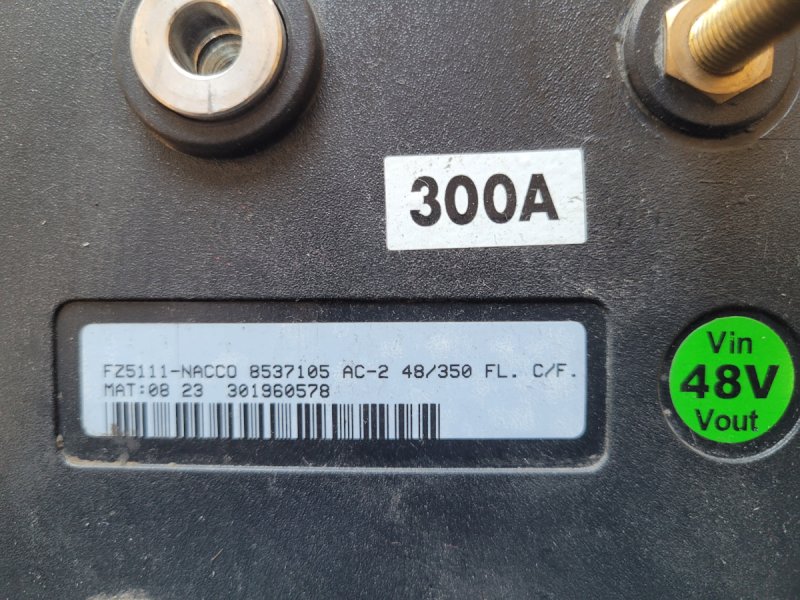 300A
FZ5111-NACCO 8537105 AC-2 48/350 FL. C/F.
MAT:08 23 301960578
Vin
48V
Vout